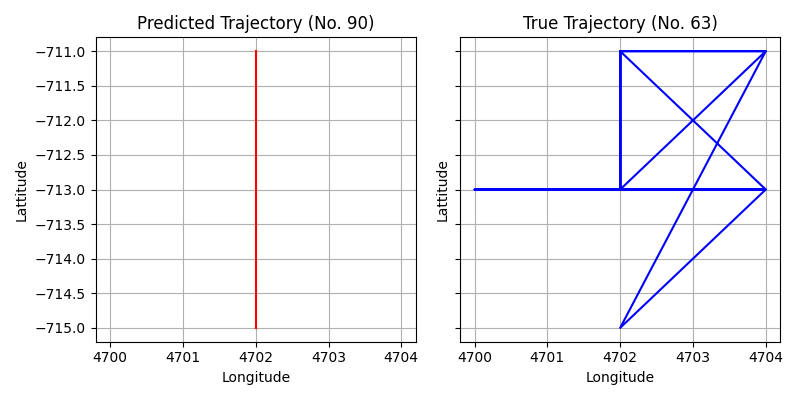 Predicted Trajectory (No. 90)
−711.0
−711.5
−712.0
−712.5
−713.0
−713.5
−714.0
−714.5
−715.0
Lattitude
4700 4701 4702 4703 4704
Longitude
True Trajectory (No. 63)
Lattitude
4700 4701 4702 4703 4704
Longitude